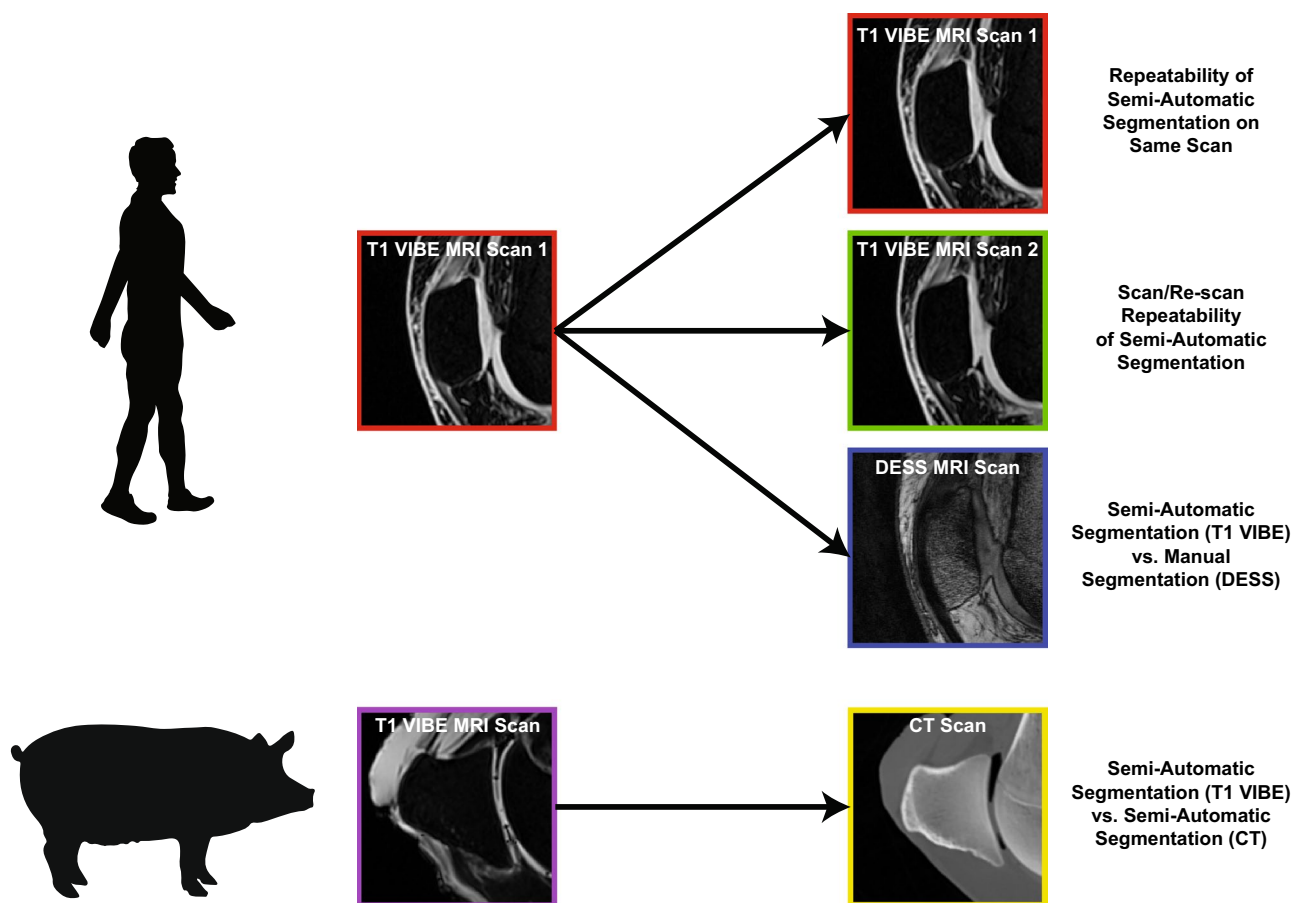 T1 VIBE MRI Scan 1
Repeatability of
Semi-Automatic
Segmentation on
Same Scan
T1 VIBE MRI Scan 1
T1 VIBE MRI Scan 2
Scan/Re-scan
Repeatability
of Semi-Automatic
Segmentation
DESS MRI Scan
Semi-Automatic
Segmentation (T1 VIBE)
vs. Manual
Segmentation (DESS)
T1 VIBE MRI Scan
CT Scan
Semi-Automatic
Segmentation (T1 VIBE)
vs. Semi-Automatic
Segmentation (CT)